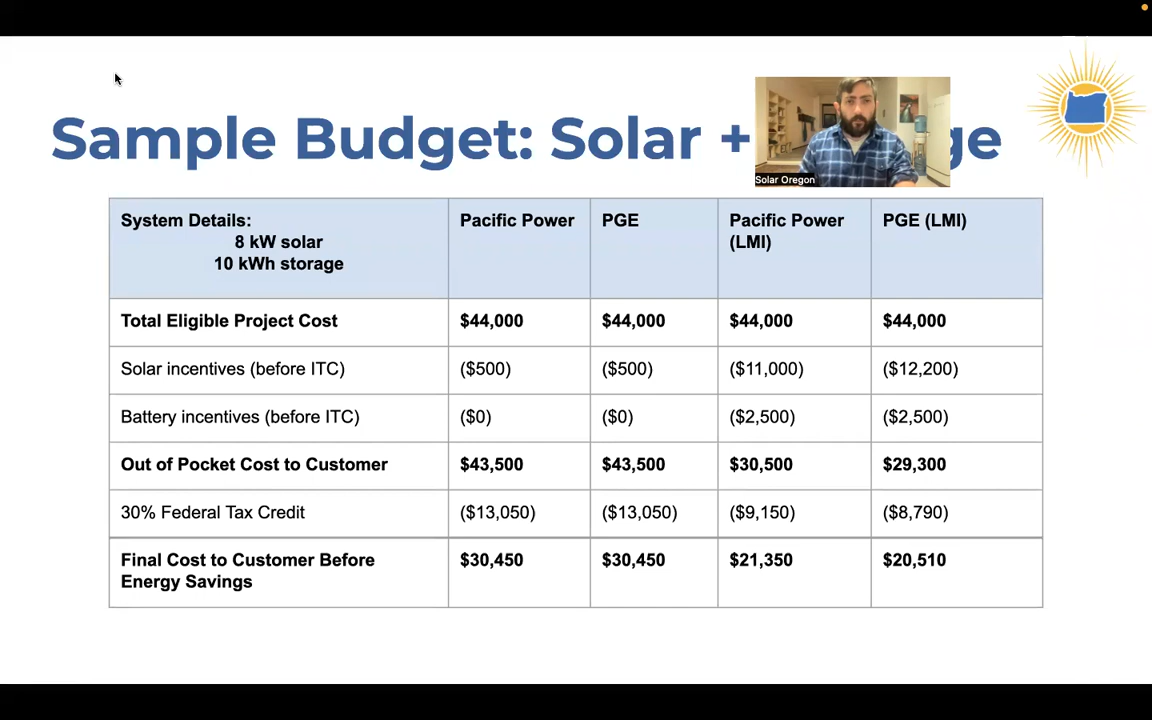 Sample Budget: Solar +
Solar Oregon
System Details:
8 kW solar
10 kWh storage
Pacific Power
PGE
Pacific Power
(LMI)
PGE (LMI)
Total Eligible Project Cost $44,000 $44,000 $44,000 $44,000
Solar incentives (before ITC) ($500) ($500) ($11,000) ($12,200)
Battery incentives (before ITC) ($0) ($0) ($2,500) ($2,500)
Out of Pocket Cost to Customer $43,500 $43,500 $30,500 $29,300
30% Federal Tax Credit ($13,050) ($13,050) ($9,150) ($8,790)
Final Cost to Customer Before
Energy Savings
$30,450 $30,450 $21,350 $20,510